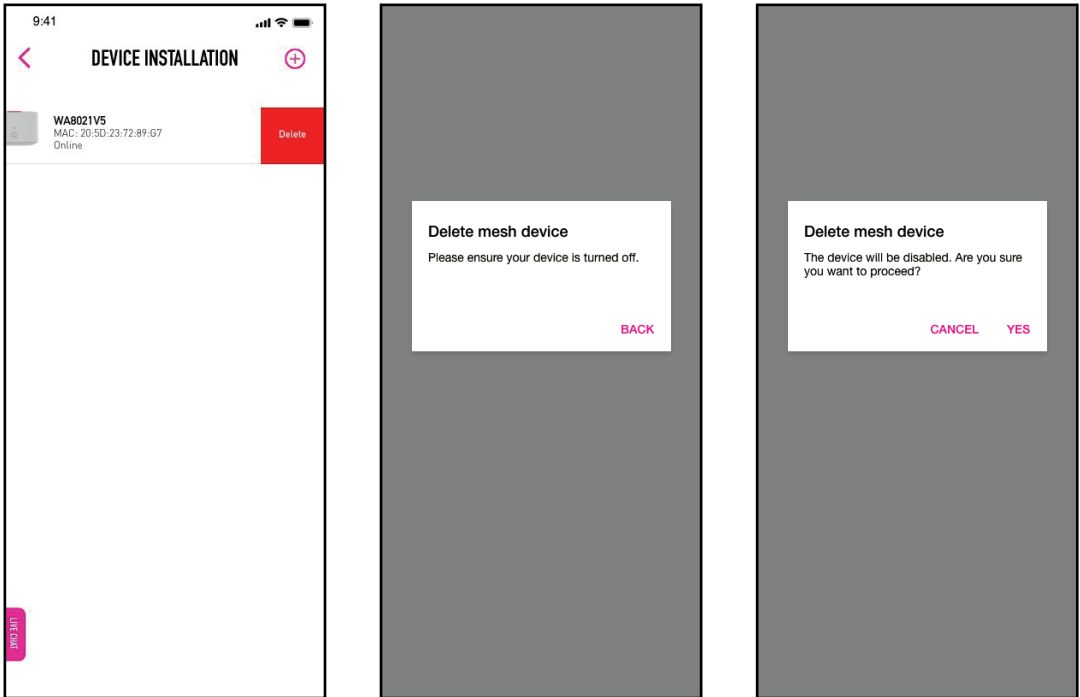 9:41
DEVICE INSTALLATION
WA8021V5
MAC: 20:5D:23:72:89:G7
Online
Delete
LIVE CHAT
Delete mesh device
Please ensure your device is turned off.
BACK
Delete mesh device
The device will be disabled. Are you sure
you want to proceed?
CANCEL YES